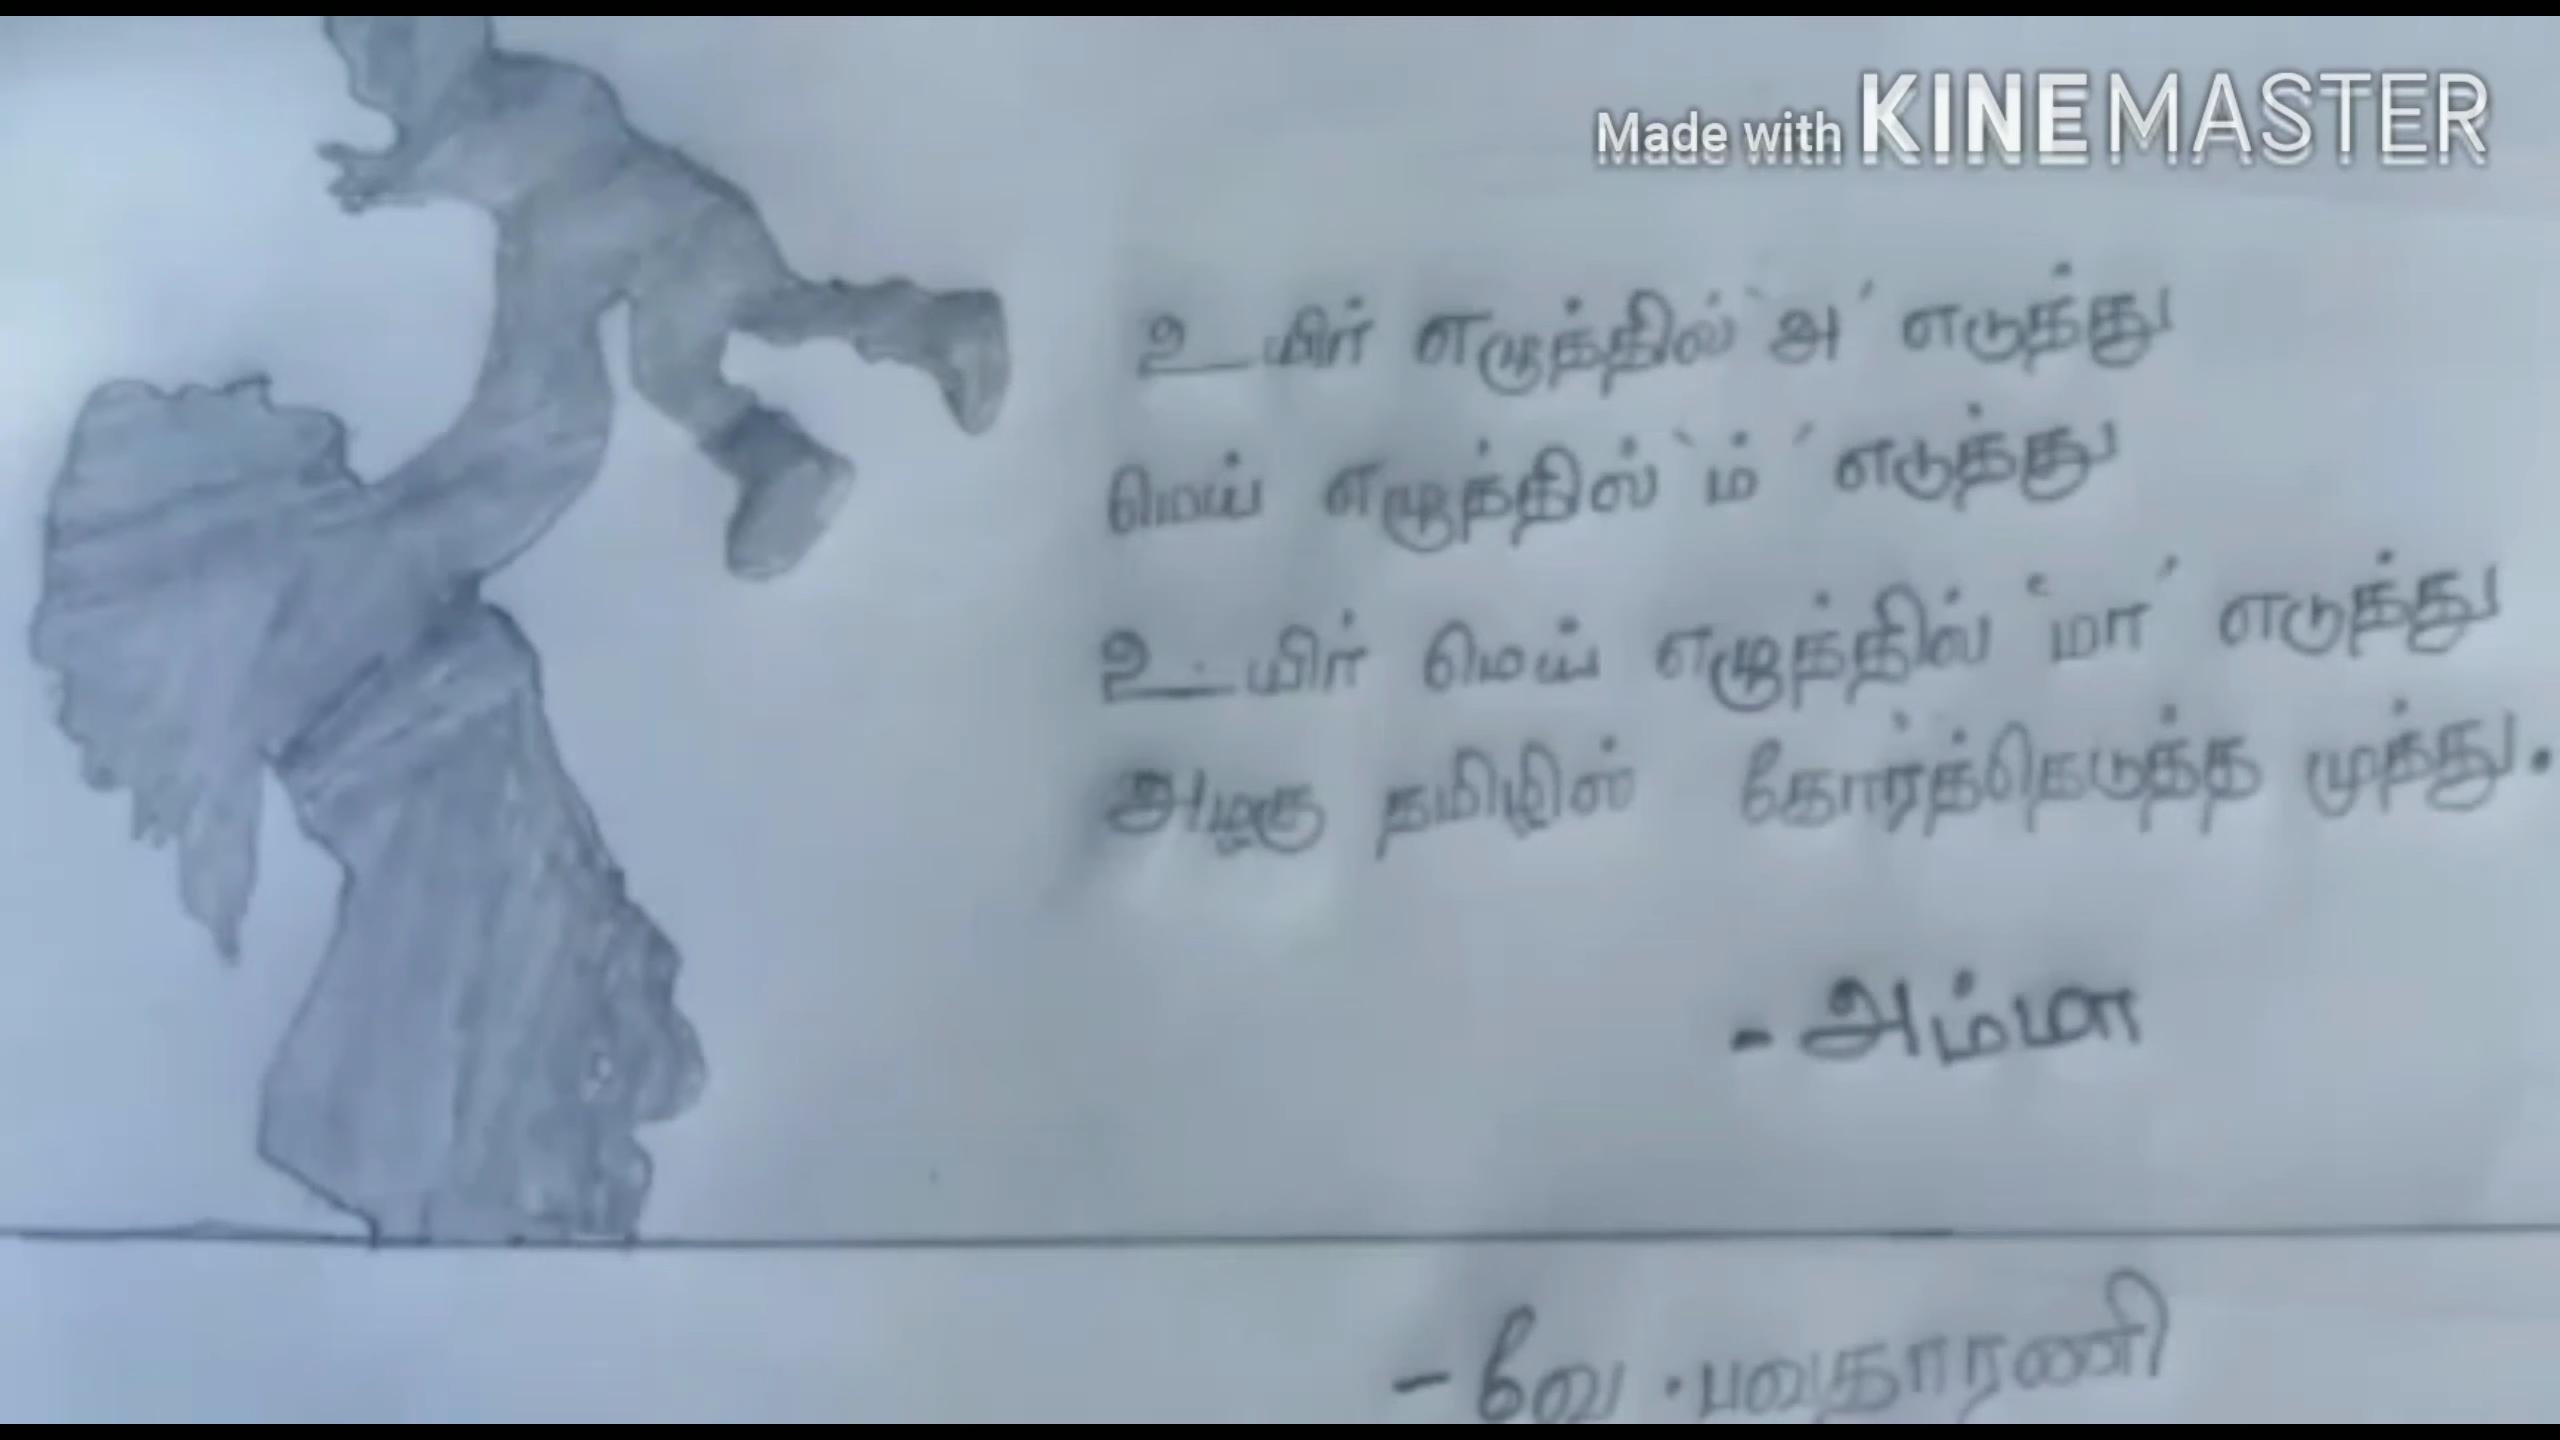 Made with KINEMASTER
உயிர் எழுத்தில் 'அ' எடுத்து
மெய் எழுத்தில் 'ம்' எடுத்து
உயிர் மெய் எழுத்தில் 'மா' எடுத்து
அழகு தமிழில் கோர்த்தெடுத்த முத்து.
- அம்மா
- வே. பவதாரணி